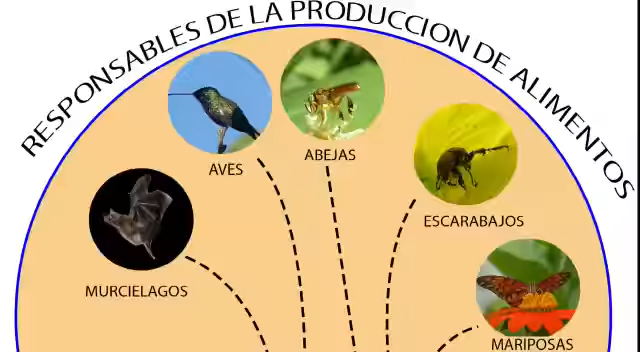 RESPONSABLES DE LA PRODUCCION DE ALIMENTOS
AVES
ABEJAS
ESCARABAJOS
MURCIELAGOS
MARIPOSAS